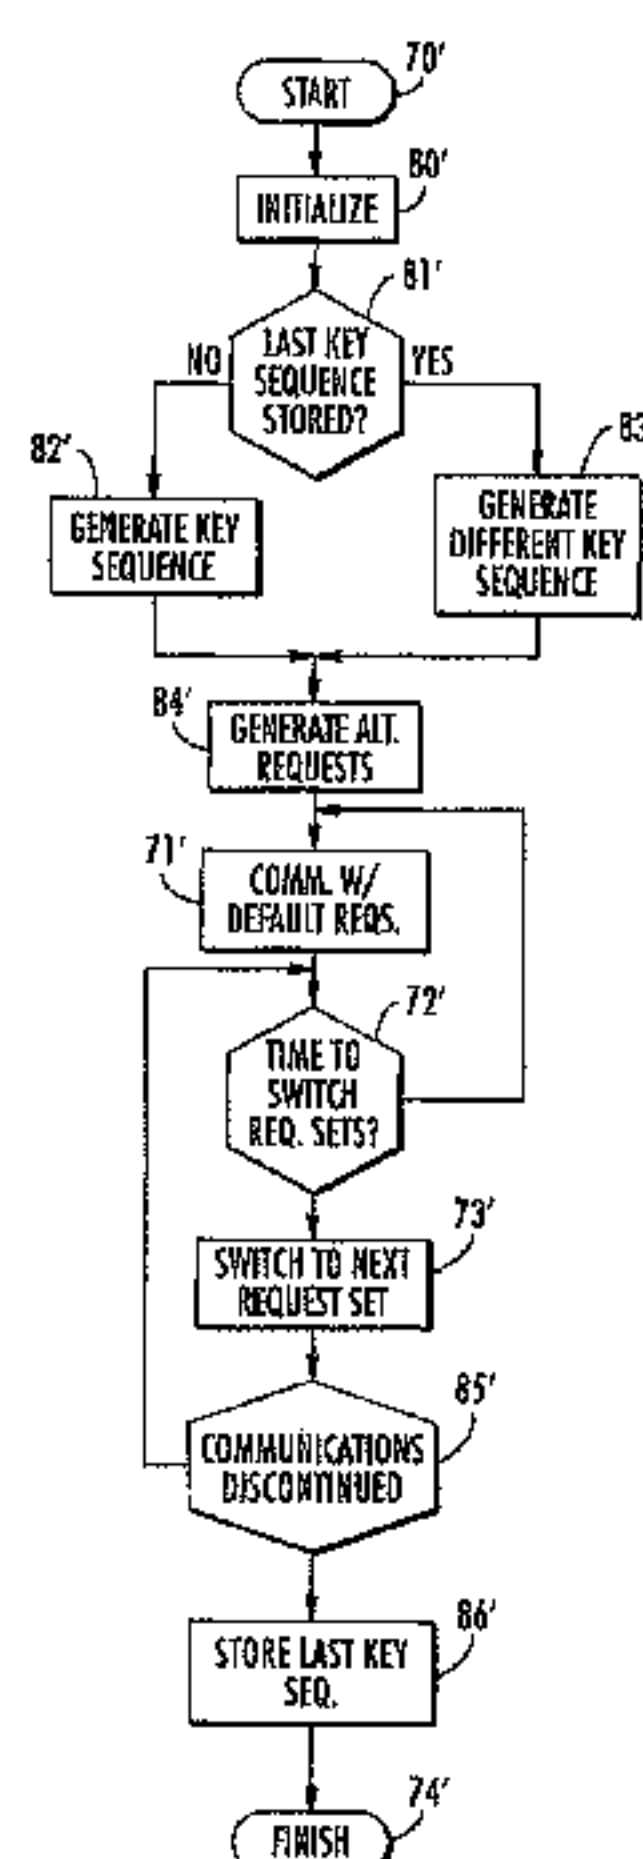 70'
START
80'
INITIALIZE
81'
LAST KEY
SEQUENCE
STORED?
NO
YES
82'
GENERATE KEY
SEQUENCE
83
GENERATE
DIFFERENT KEY
SEQUENCE
84'
GENERATE ALT.
REQUESTS
71'
COMM. W/
DEFAULT REQS.
72'
TIME TO
SWITCH
REQ. SETS?
73'
SWITCH TO NEXT
REQUEST SET
85'
COMMUNICATIONS
DISCONTINUED
86'
STORE LAST KEY
SEQ.
74'
FINISH